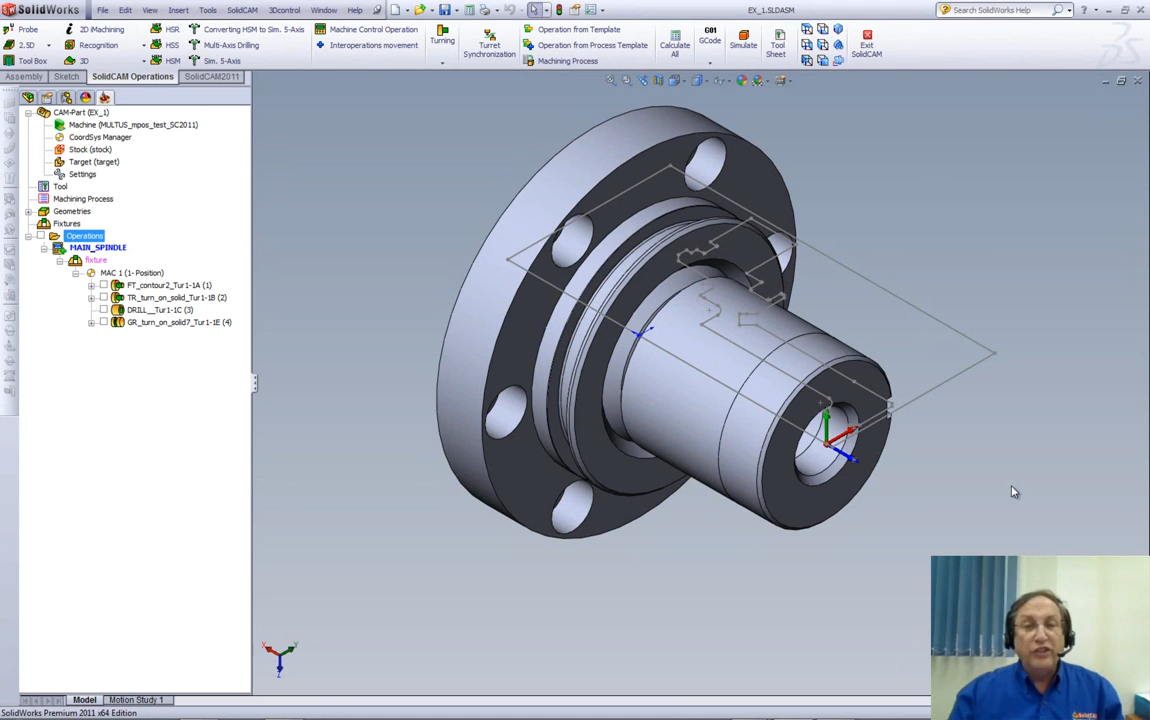 SolidWorks File Edit View Insert Tools SolidCAM 3Dcontrol Window Help EX_1.SLDASM Search SolidWorks Help
Probe 2D iMachining HSR Converting HSM to Sim. 5-Axis Machine Control Operation Turning Turret Synchronization Operation from Template Calculate All G01 GCode Simulate Tool Sheet Exit SolidCAM
2.5D Recognition HSS Multi-Axis Drilling Interoperations movement Operation from Process Template
Tool Box 3D HSM Sim. 5-Axis Machining Process
Assembly Sketch SolidCAM Operations SolidCAM2011
CAM-Part (EX_1)
Machine (MULTUS_mpos_test_SC2011)
CoordSys Manager
Stock (stock)
Target (target)
Settings
Tool
Machining Process
Geometries
Fixtures
Operations
MAIN_SPINDLE
fixture
MAC 1 (1- Position)
FT_contour2_Tur1-1A (1)
TR_turn_on_solid_Tur1-1B (2)
DRILL__Tur1-1C (3)
GR_turn_on_solid7_Tur1-1E (4)
X Y Z
Model Motion Study 1
SolidWorks Premium 2011 x64 Edition